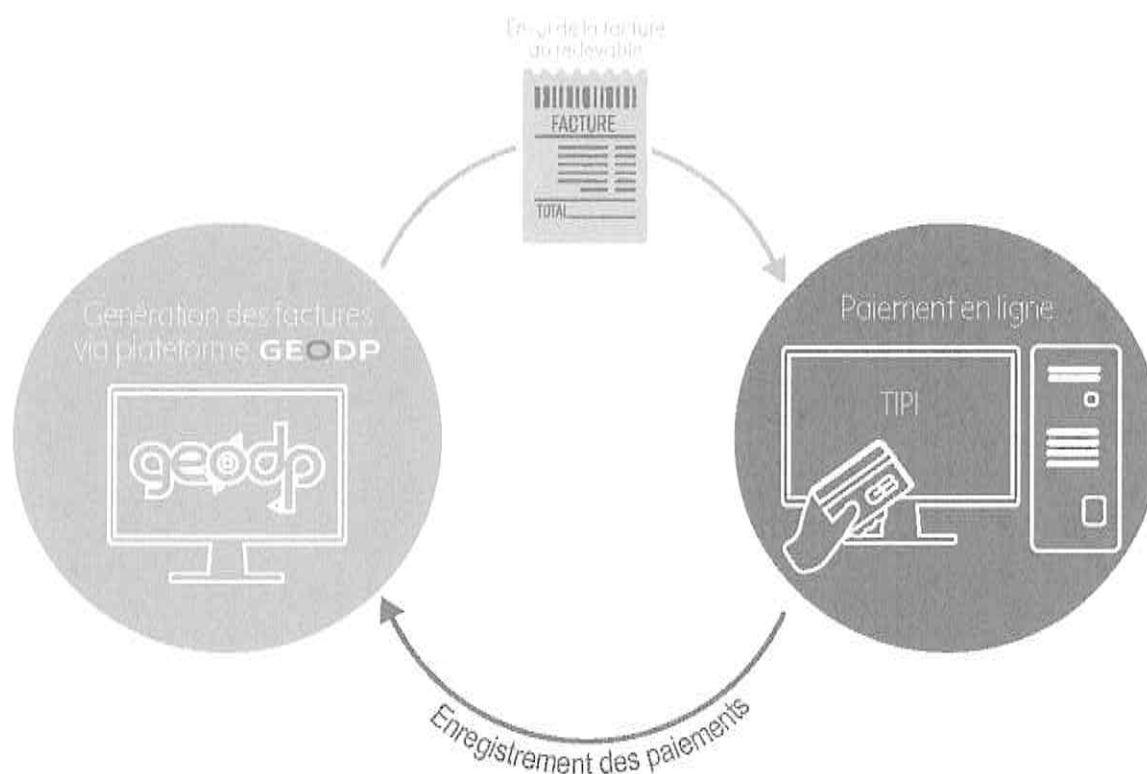 Envoi de la facture
au redevable
FACTURE
TOTAL
Génération des factures
via plateforme GEODP
geodp
Paiement en ligne
TIPI
Enregistrement des paiements